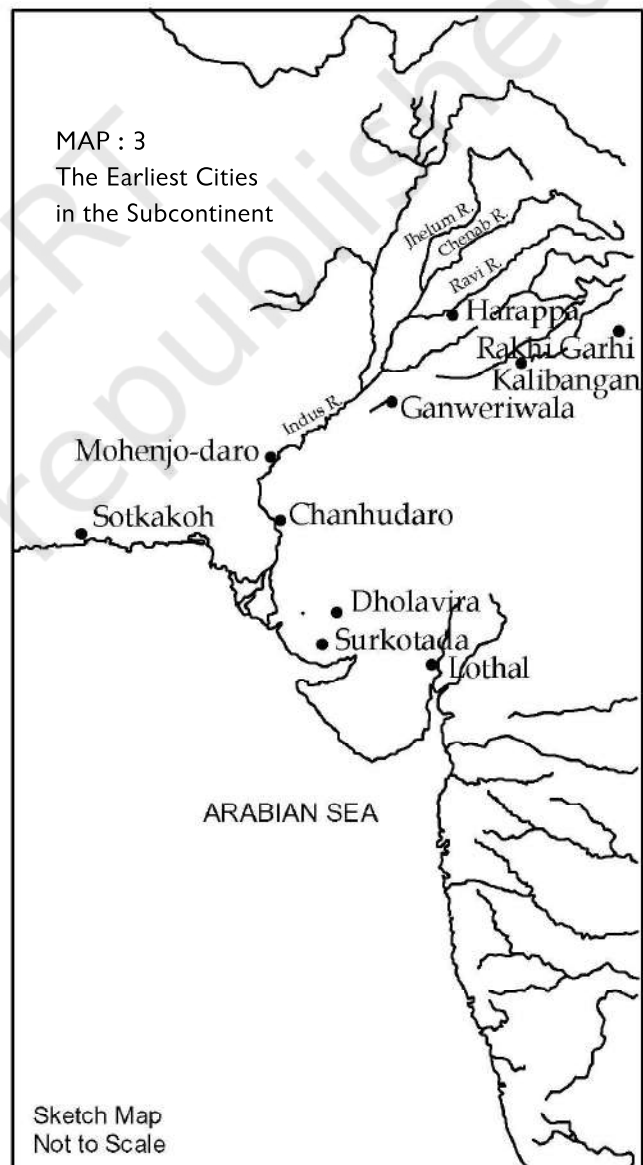 MAP : 3
The Earliest Cities
in the Subcontinent
Jhelum R.
Chenab R.
Ravi R.
Harappa
Rakhi Garhi
Kalibangan
Ganweriwala
Indus R.
Mohenjo-daro
Sotkakoh
Chanhudaro
Dholavira
Surkotada
Lothal
ARABIAN SEA
Sketch Map
Not to Scale
republished